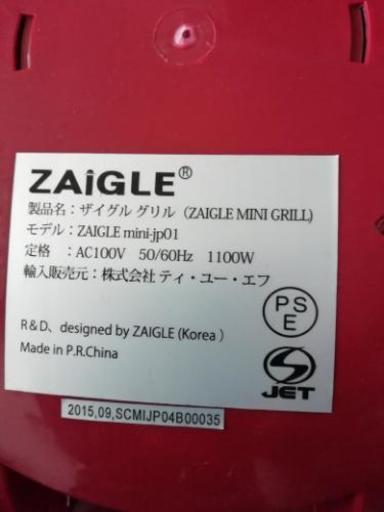 ZAiGLE®
製品名：ザイグル グリル（ZAIGLE MINI GRILL)
モデル：ZAIGLE mini-jp01
定格　：AC100V　50/60Hz　1100W
輸入販売元：株式会社 ティ・ユー・エフ
PS
E
R＆D、designed by ZAIGLE (Korea )
Made in P.R.China
S
JET
2015,09,SCMIJP04B00035